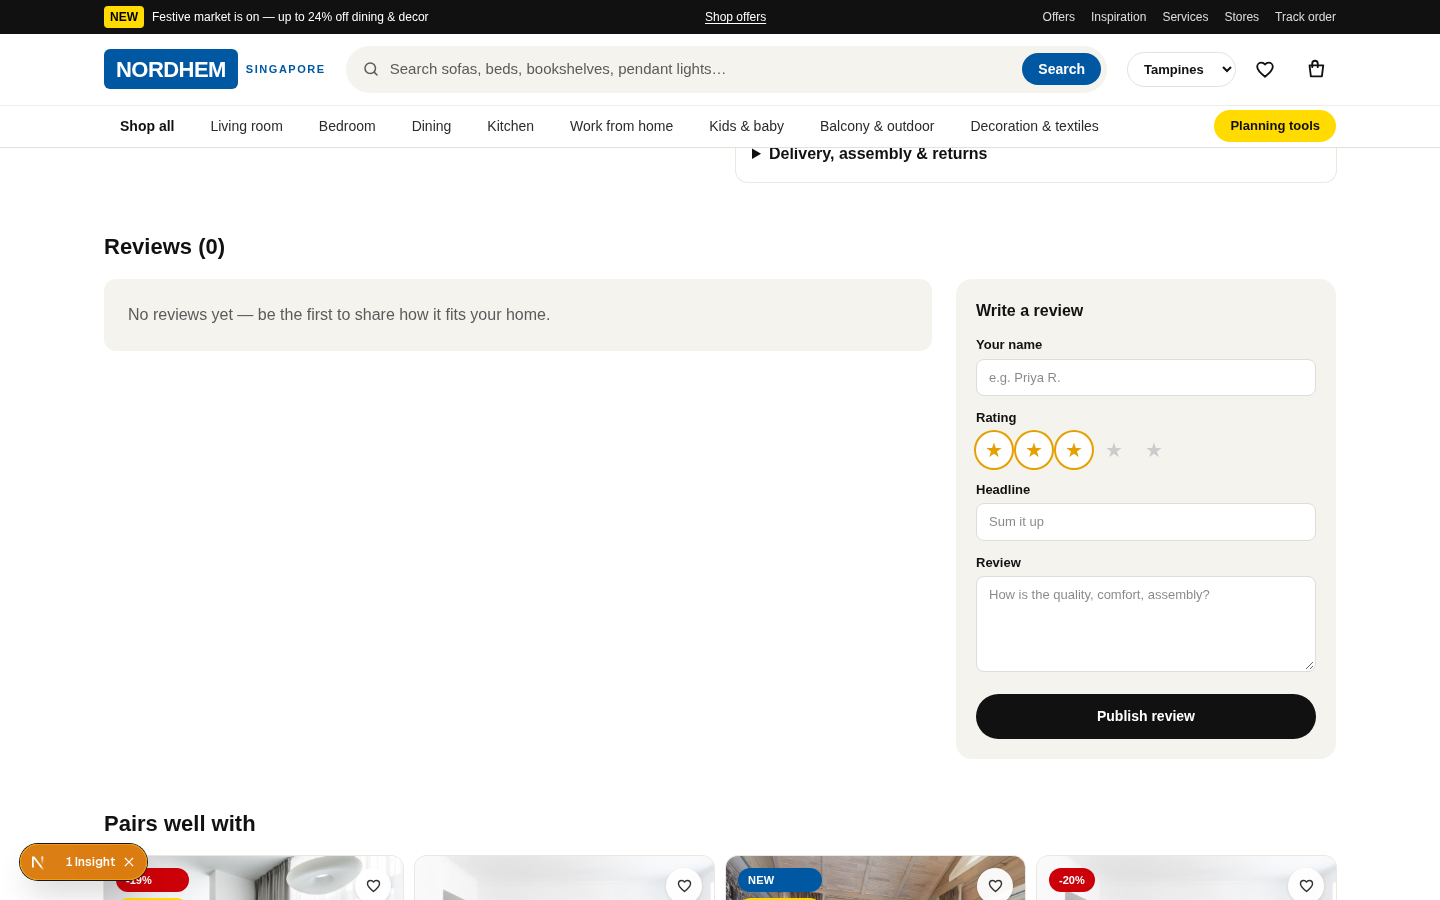 NEW Festive market is on — up to 24% off dining & decor
Shop offers
Offers Inspiration Services Stores Track order
NORDHEM SINGAPORE
Search sofas, beds, bookshelves, pendant lights…
Search
Tampines
Shop all Living room Bedroom Dining Kitchen Work from home Kids & baby Balcony & outdoor Decoration & textiles
Planning tools
Delivery, assembly & returns
Reviews (0)
No reviews yet — be the first to share how it fits your home.
Write a review
Your name
e.g. Priya R.
Rating
Headline
Sum it up
Review
How is the quality, comfort, assembly?
Publish review
Pairs well with
1 Insight
-19%
NEW
-20%